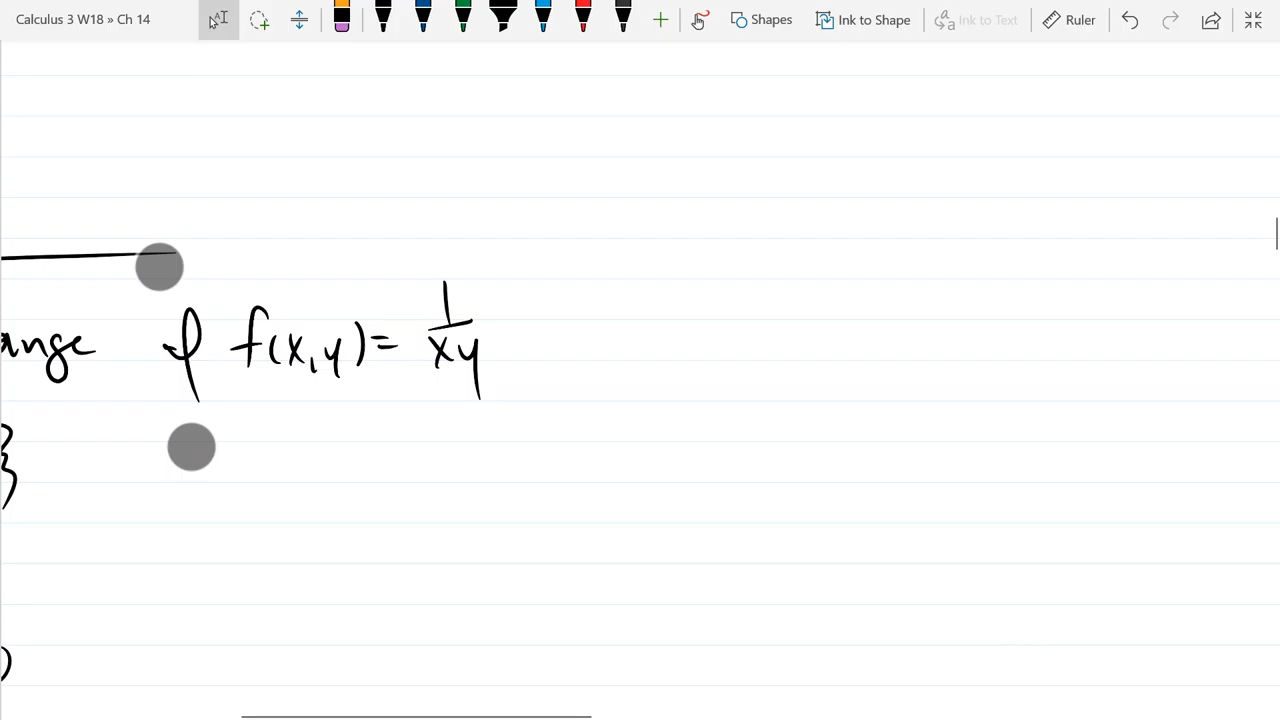 Calculus 3 W18 » Ch 14 Shapes Ink to Shape Ink to Text Ruler
ange of f(x,y) = 1/xy
}
)